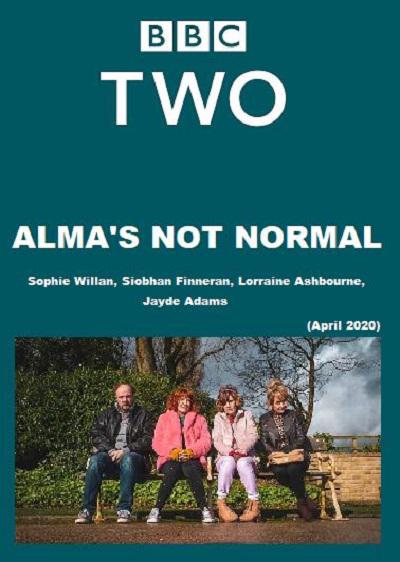 BBC
TWO
ALMA'S NOT NORMAL
Sophie Willan, Siobhan Finneran, Lorraine Ashbourne,
Jayde Adams
(April 2020)